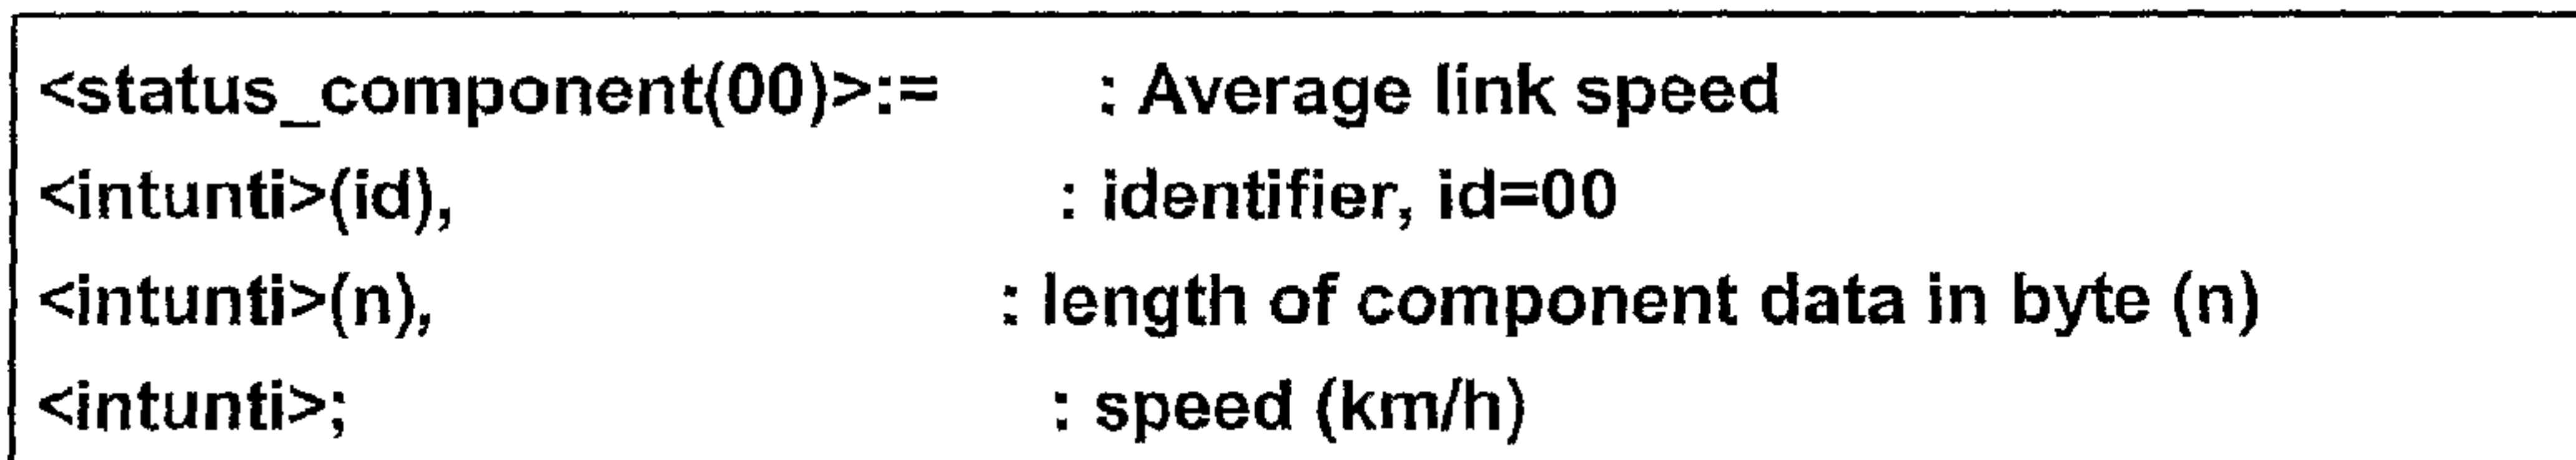 <status_component(00)>:= : Average link speed
<intunti>(id), : identifier, id=00
<intunti>(n), : length of component data in byte (n)
<intunti>; : speed (km/h)